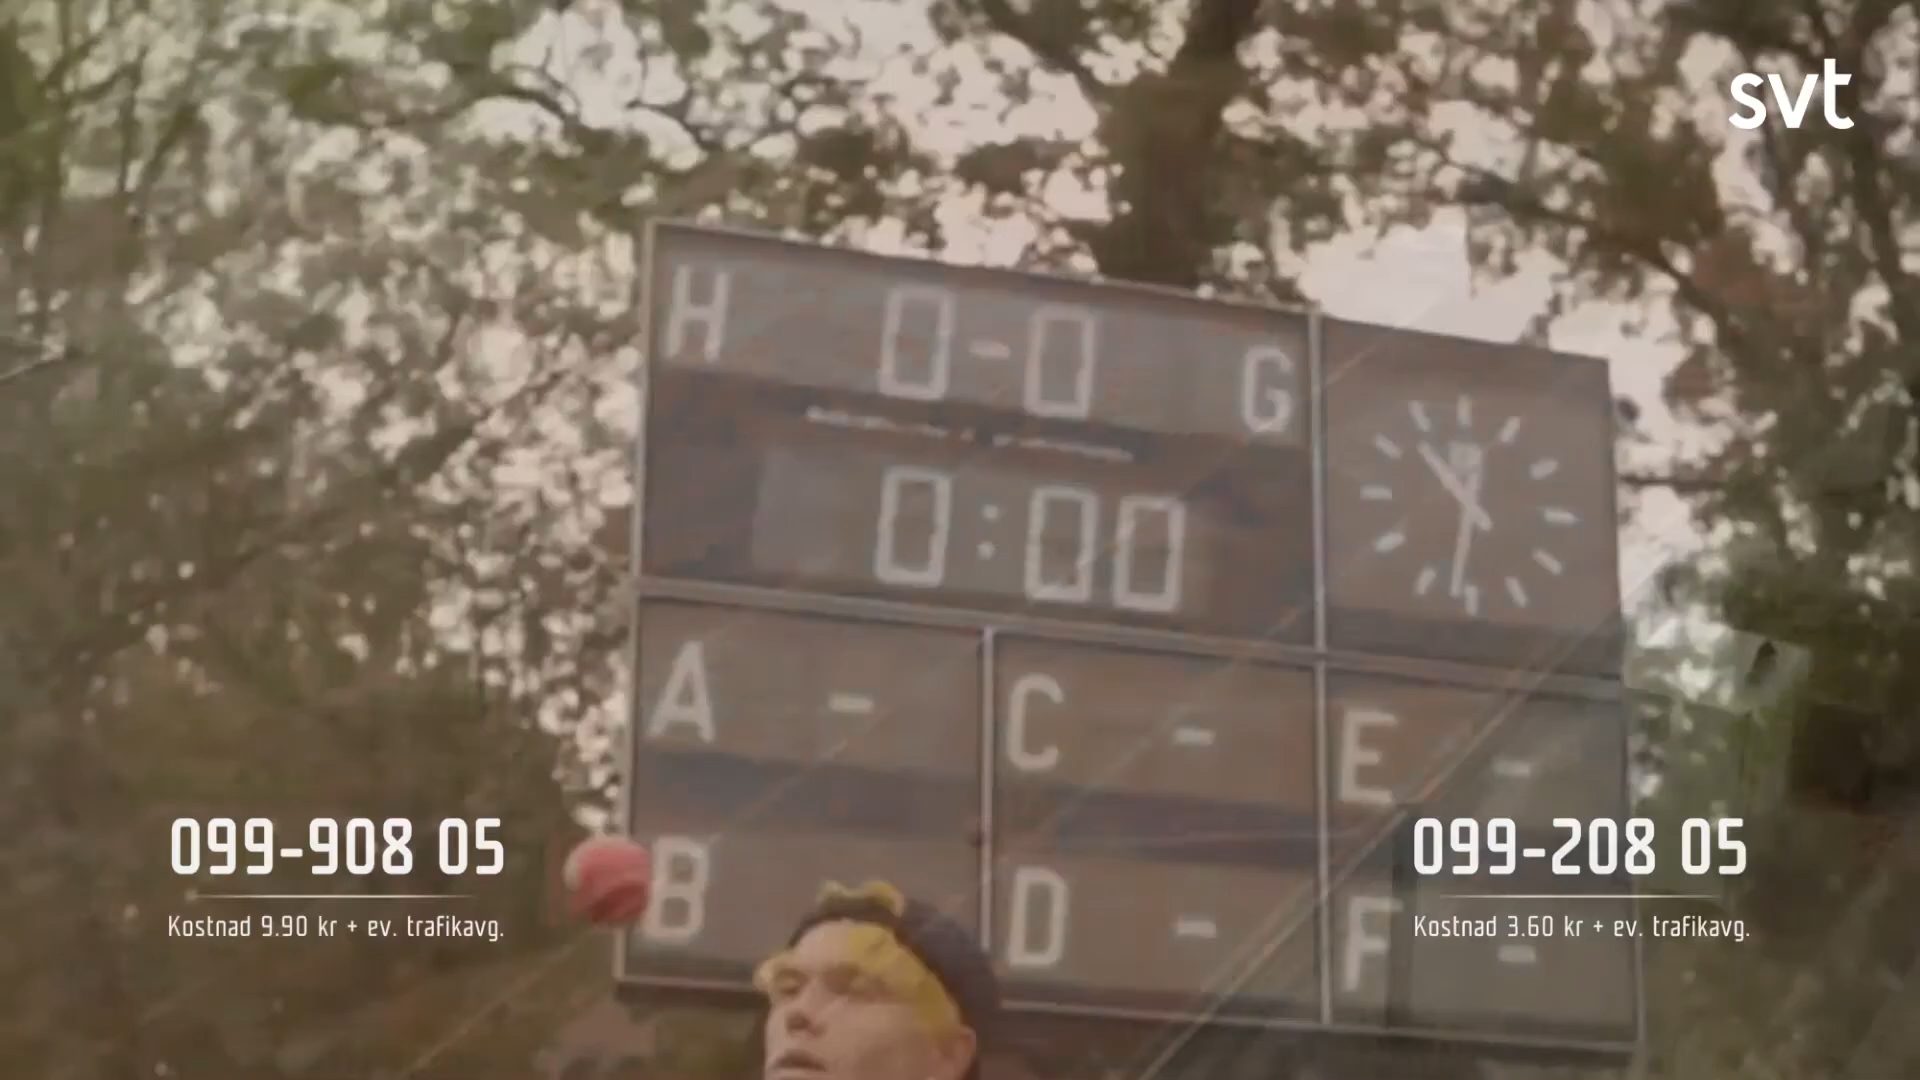 svt
H 0-0 G
0:00
A - C - E -
B D - F -
099-908 05
Kostnad 9.90 kr + ev. trafikavg.
099-208 05
Kostnad 3.60 kr + ev. trafikavg.